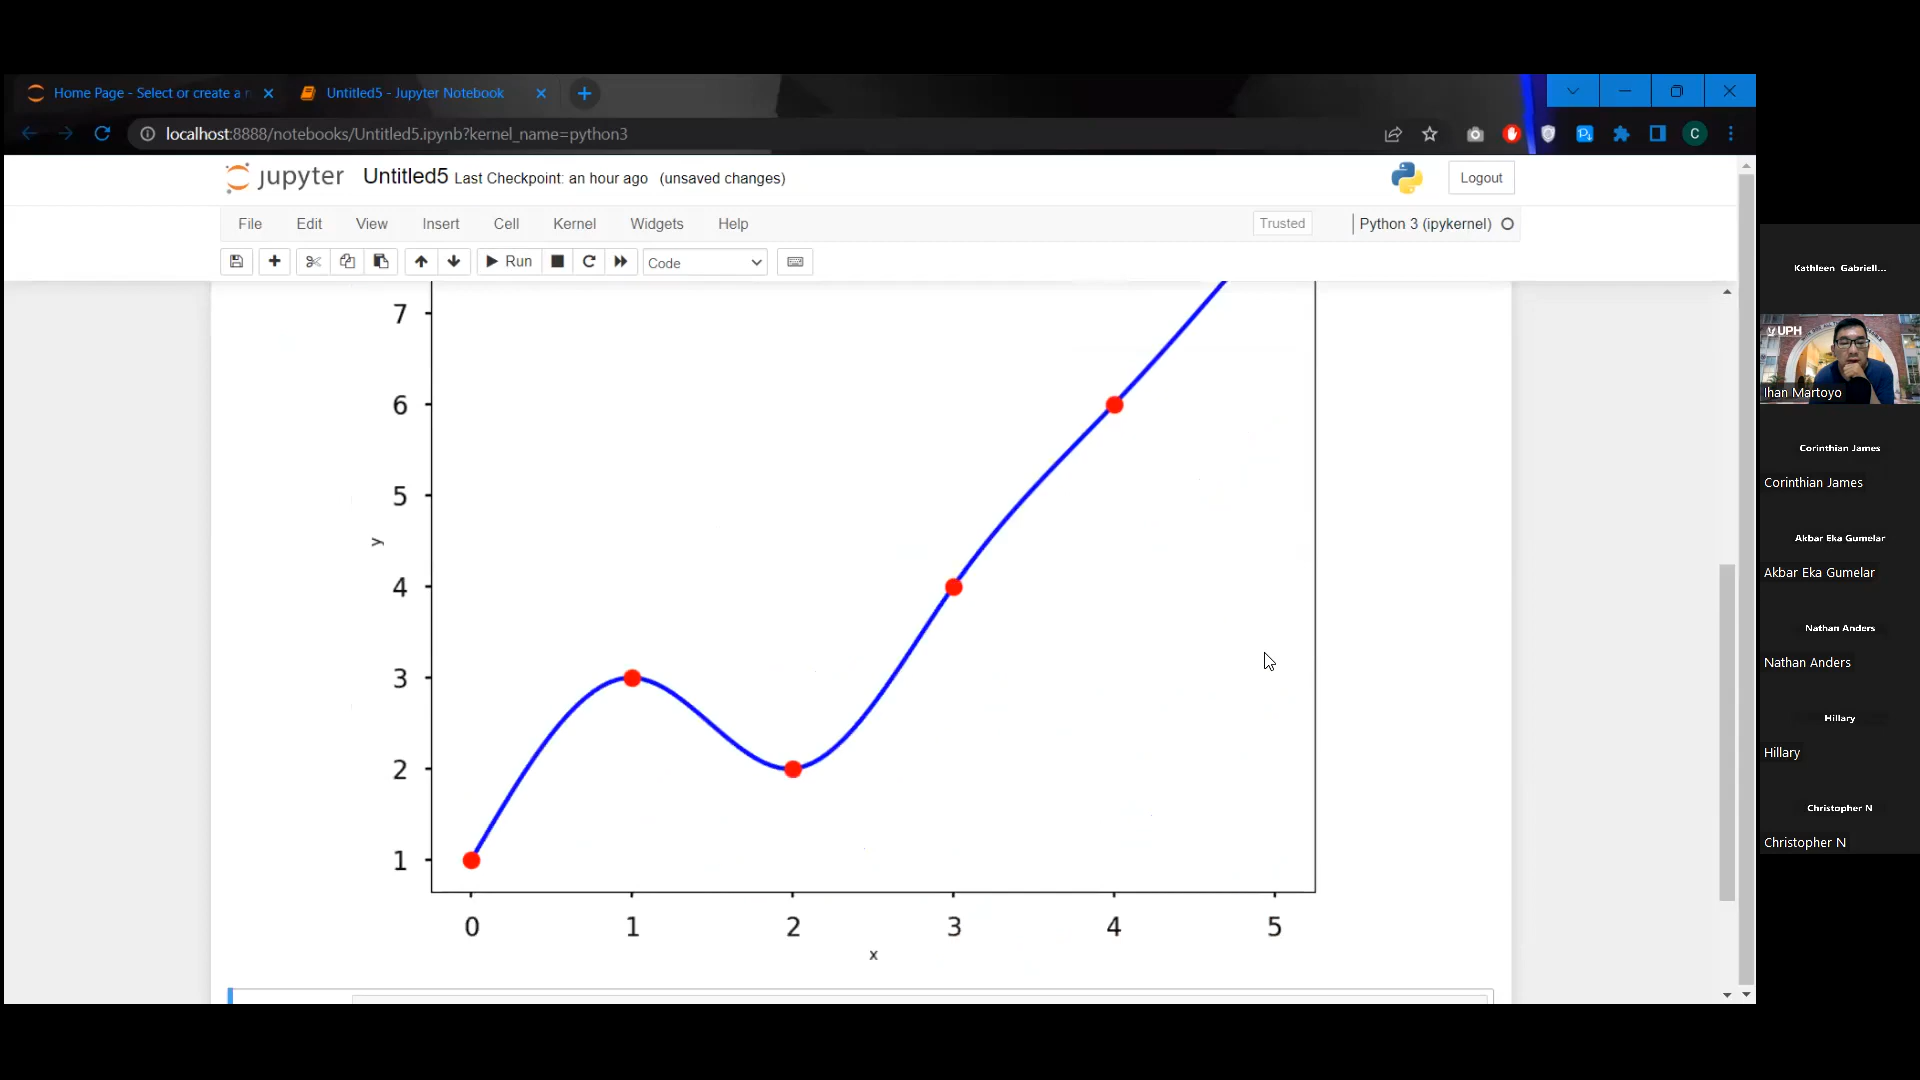 Home Page - Select or create a n
Untitled5 - Jupyter Notebook
localhost:8888/notebooks/Untitled5.ipynb?kernel_name=python3
C
jupyter Untitled5 Last Checkpoint: an hour ago (unsaved changes)
Logout
File Edit View Insert Cell Kernel Widgets Help
Trusted
Python 3 (ipykernel)
Run
Code
7
6
5
4
3
2
1
y
0 1 2 3 4 5
x
Kathleen Gabriell...
UPH
Ihan Martoyo
Corinthian James
Corinthian James
Akbar Eka Gumelar
Akbar Eka Gumelar
Nathan Anders
Nathan Anders
Hillary
Hillary
Christopher N
Christopher N